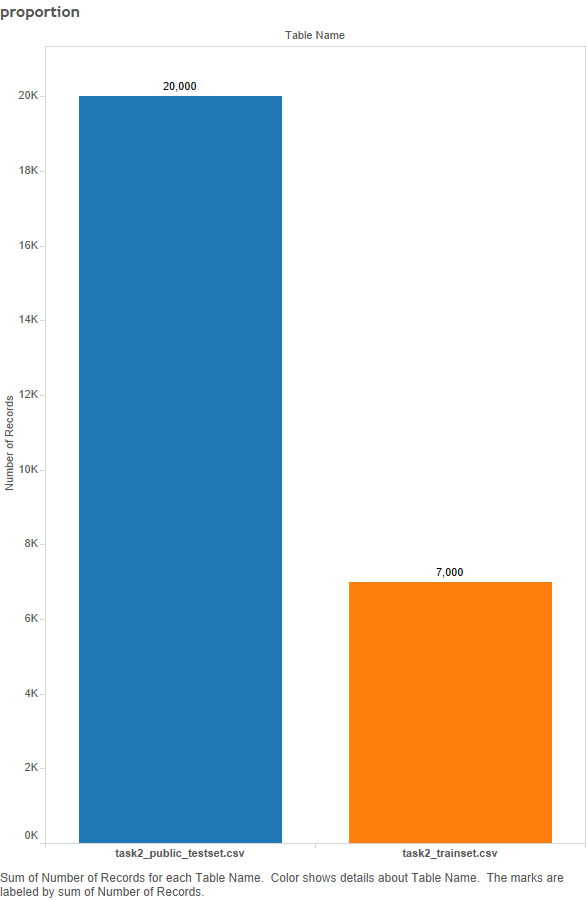 proportion
Table Name
20,000
20K
18K
16K
14K
12K
10K
8K
6K
4K
2K
0K
Number of Records
7,000
task2_public_testset.csv
task2_trainset.csv
Sum of Number of Records for each Table Name.  Color shows details about Table Name.  The marks are
labeled by sum of Number of Records.